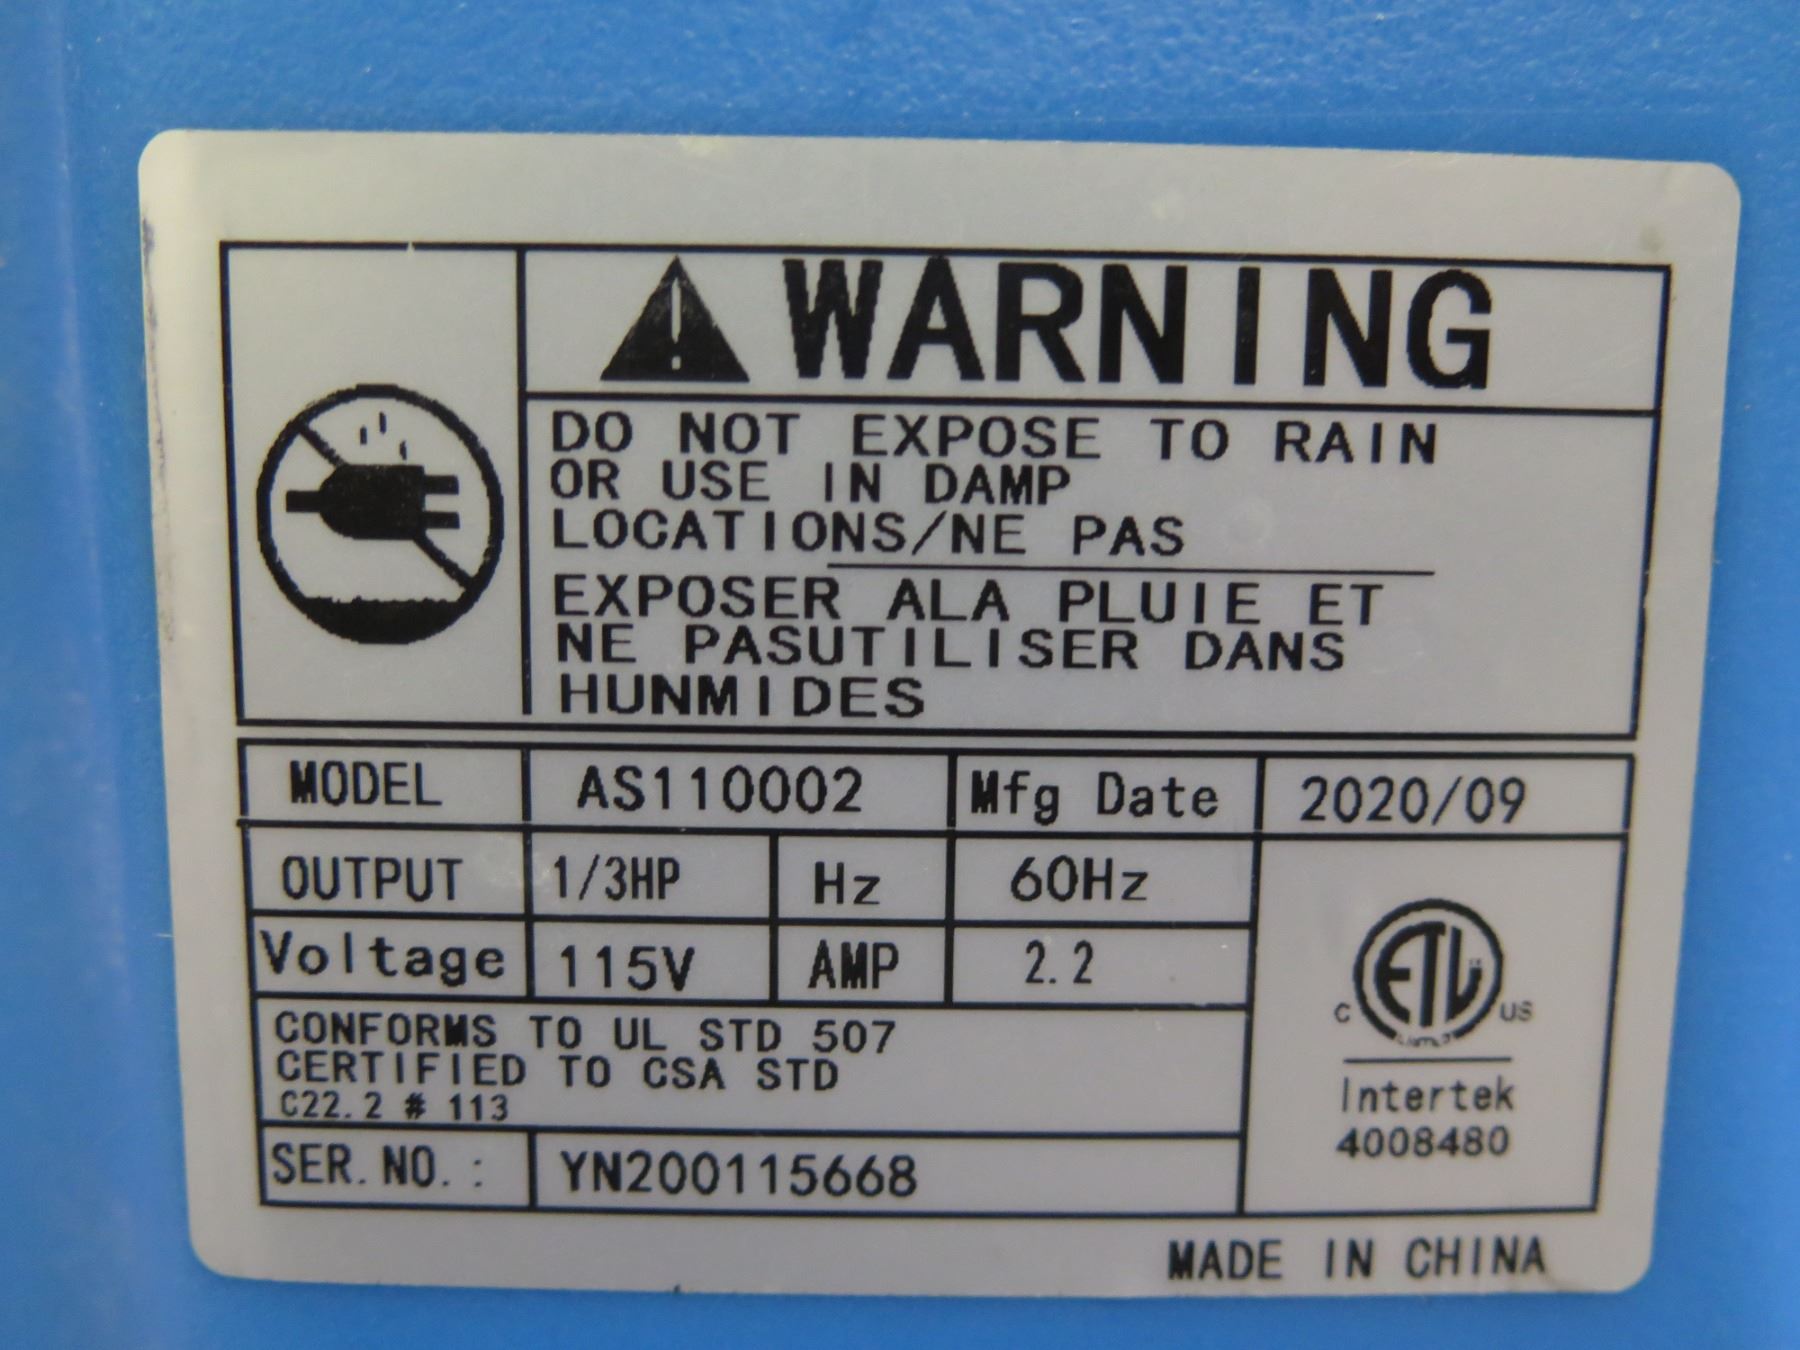 WARNING
DO NOT EXPOSE TO RAIN
OR USE IN DAMP
LOCATIONS/NE PAS
EXPOSER ALA PLUIE ET
NE PASUTILISER DANS
HUNMIDES
MODEL AS110002 Mfg Date 2020/09
OUTPUT 1/3HP Hz 60Hz
Voltage 115V AMP 2.2
CONFORMS TO UL STD 507
CERTIFIED TO CSA STD
C22.2 # 113
ETL
C US
Intertek
4008480
SER. NO. : YN200115668
MADE IN CHINA